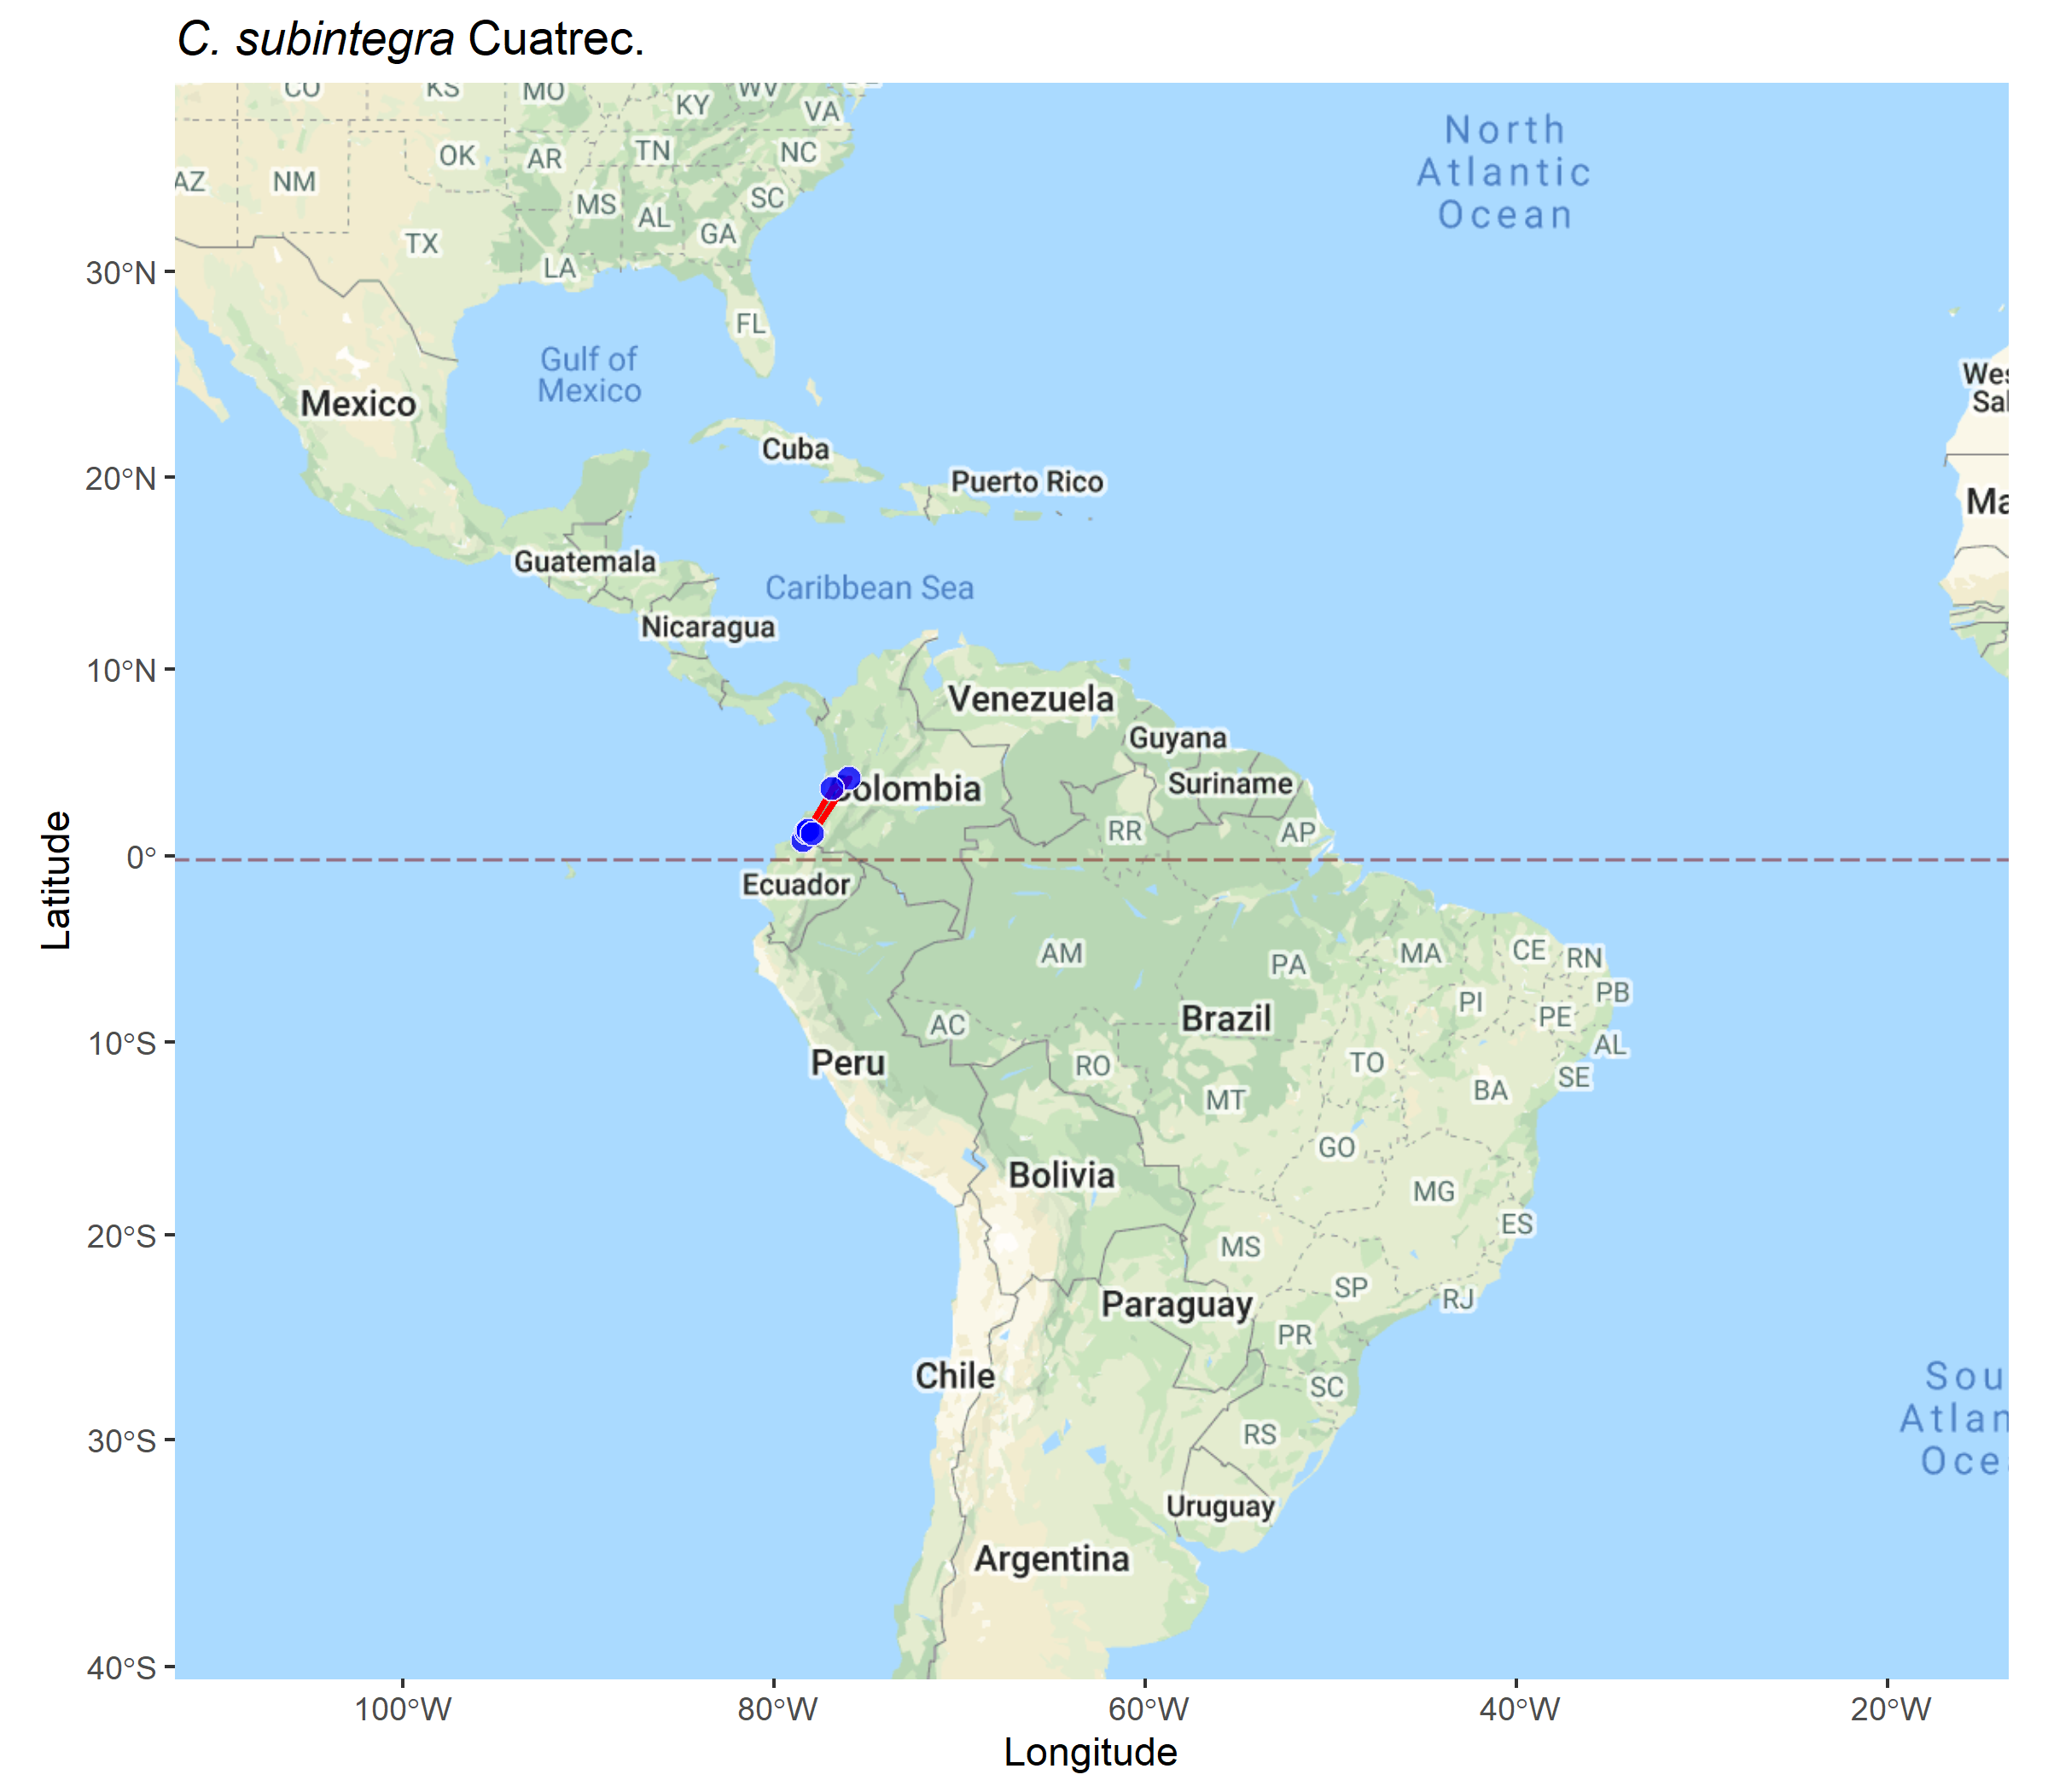 C. subintegra Cuatrec.
CO
KS
MO
KY
WV
VA
OK
AR
TN
NC
AZ
NM
MS
AL
SC
GA
TX
LA
FL
North
Atlantic
Ocean
Gulf of
Mexico
Mexico
Cuba
Puerto Rico
Guatemala
Caribbean Sea
Nicaragua
Venezuela
Guyana
Suriname
Colombia
RR
AP
Ecuador
AM
PA
MA
CE
RN
PB
PI
PE
AL
AC
Brazil
Peru
RO
TO
SE
BA
MT
GO
Bolivia
MG
ES
MS
SP
RJ
Paraguay
PR
Chile
SC
RS
Uruguay
Argentina
Wes
Sal
Ma
Sou
Atlan
Oce
30°N
20°N
10°N
0°
10°S
20°S
30°S
40°S
Latitude
100°W
80°W
60°W
40°W
20°W
Longitude